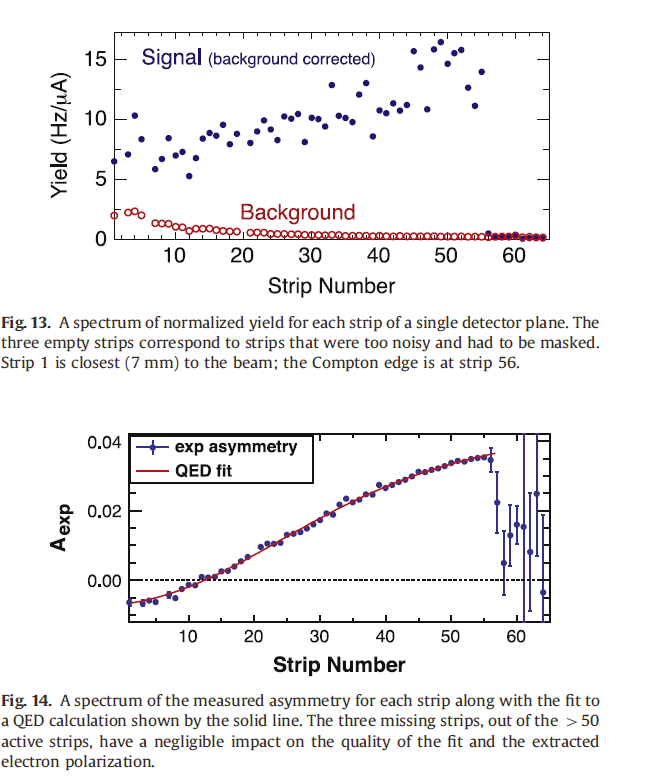 15
10
5
0
Yield (Hz/μA)
Signal (background corrected)
Background
10 20 30 40 50 60
Strip Number
Fig. 13. A spectrum of normalized yield for each strip of a single detector plane. The
three empty strips correspond to strips that were too noisy and had to be masked.
Strip 1 is closest (7 mm) to the beam; the Compton edge is at strip 56.
0.04
0.02
0.00
Aexp
exp asymmetry
QED fit
10 20 30 40 50 60
Strip Number
Fig. 14. A spectrum of the measured asymmetry for each strip along with the fit to
a QED calculation shown by the solid line. The three missing strips, out of the >50
active strips, have a negligible impact on the quality of the fit and the extracted
electron polarization.